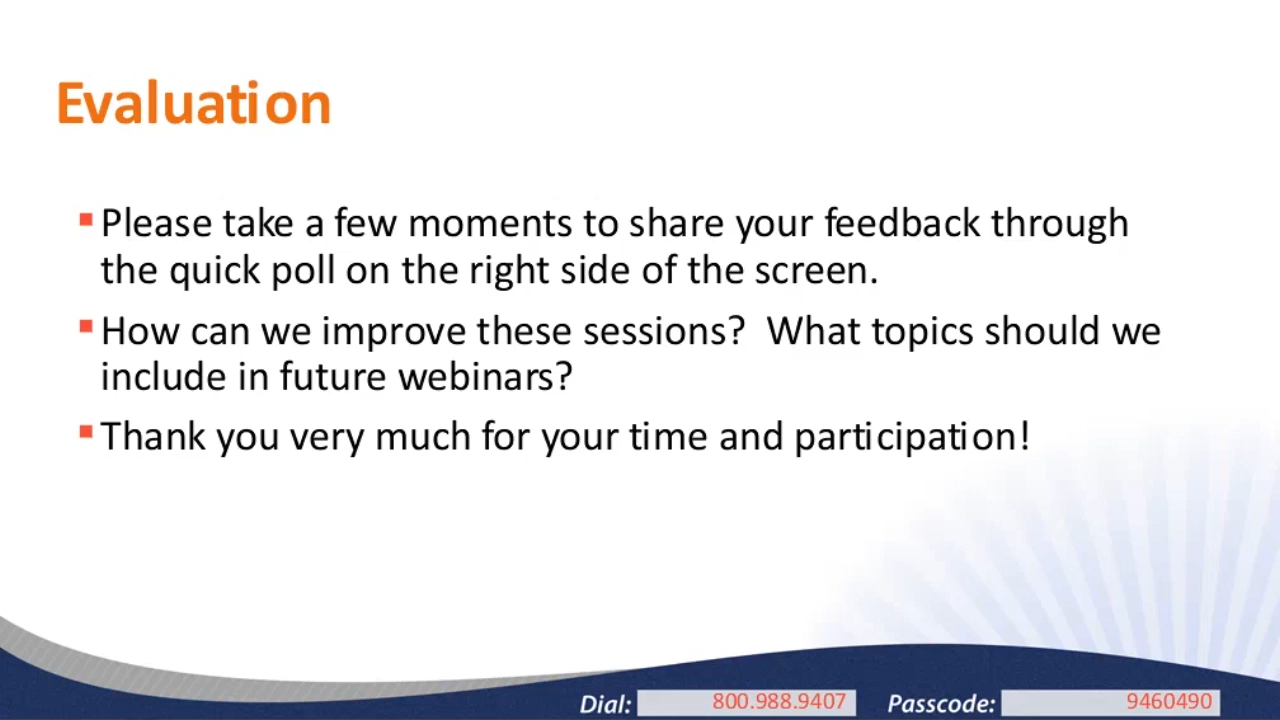 Evaluation
▪Please take a few moments to share your feedback through
the quick poll on the right side of the screen.
▪How can we improve these sessions?  What topics should we
include in future webinars?
▪Thank you very much for your time and participation!
Dial: 800.988.9407 Passcode: 9460490